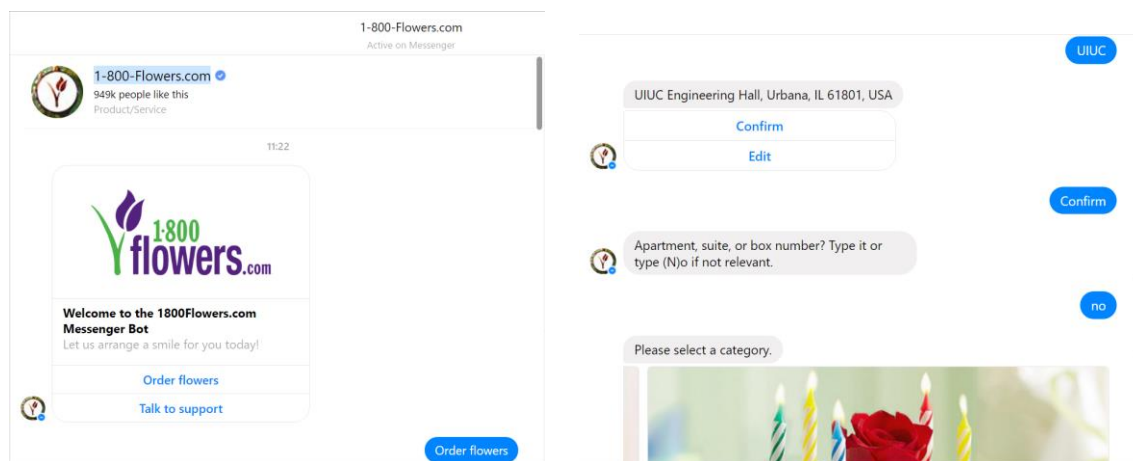 1-800-Flowers.com
Active on Messenger
1-800-Flowers.com
949k people like this
Product/Service
11:22
1·800
flowers.com
Welcome to the 1800Flowers.com
Messenger Bot
Let us arrange a smile for you today!
Order flowers
Talk to support
Order flowers
UIUC
UIUC Engineering Hall, Urbana, IL 61801, USA
Confirm
Edit
Confirm
Apartment, suite, or box number? Type it or
type (N)o if not relevant.
no
Please select a category.